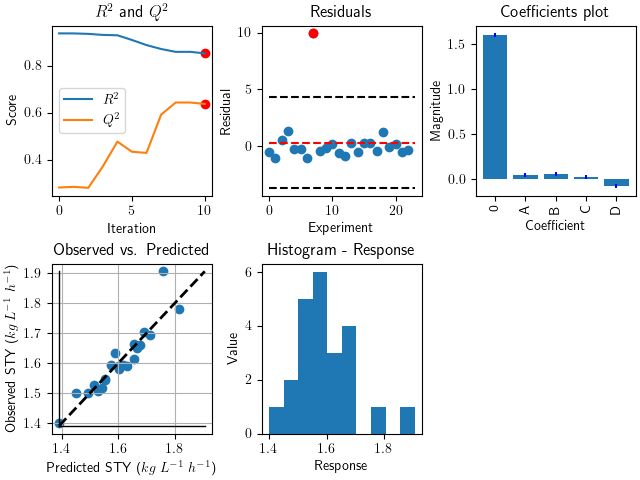 R² and Q²
Score
0.8
0.6
0.4
R²
Q²
0
5
10
Iteration
Residuals
Residual
10
5
0
0
10
20
Experiment
Coefficients plot
Magnitude
1.5
1.0
0.5
0.0
0
A
B
C
D
Coefficient
Observed vs. Predicted
Observed STY (kg L⁻¹ h⁻¹)
1.9
1.8
1.7
1.6
1.5
1.4
1.4
1.6
1.8
Predicted STY (kg L⁻¹ h⁻¹)
Histogram - Response
Value
6
4
2
0
1.4
1.6
1.8
Response